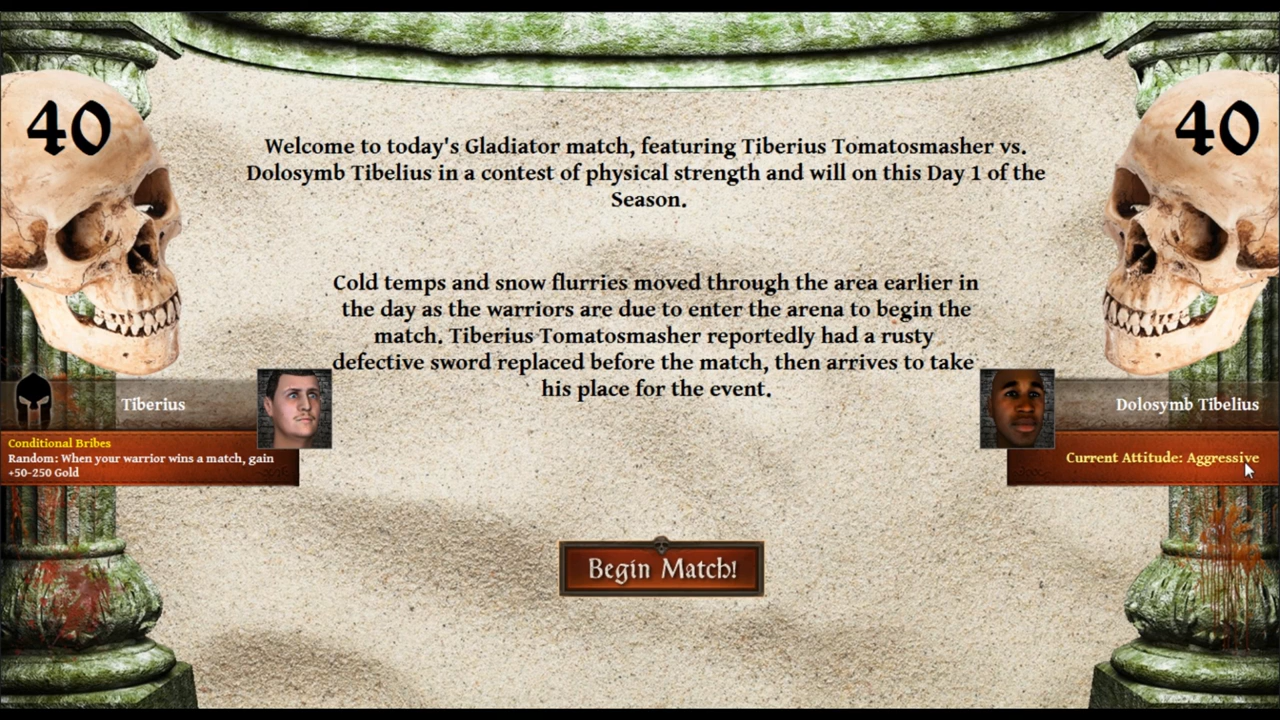 40
40
Welcome to today's Gladiator match, featuring Tiberius Tomatosmasher vs.
Dolosymb Tibelius in a contest of physical strength and will on this Day 1 of the
Season.
Cold temps and snow flurries moved through the area earlier in
the day as the warriors are due to enter the arena to begin the
match. Tiberius Tomatosmasher reportedly had a rusty
defective sword replaced before the match, then arrives to take
his place for the event.
Tiberius
Conditional Bribes
Random: When your warrior wins a match, gain
+50-250 Gold
Dolosymb Tibelius
Current Attitude: Aggressive
Begin Match!